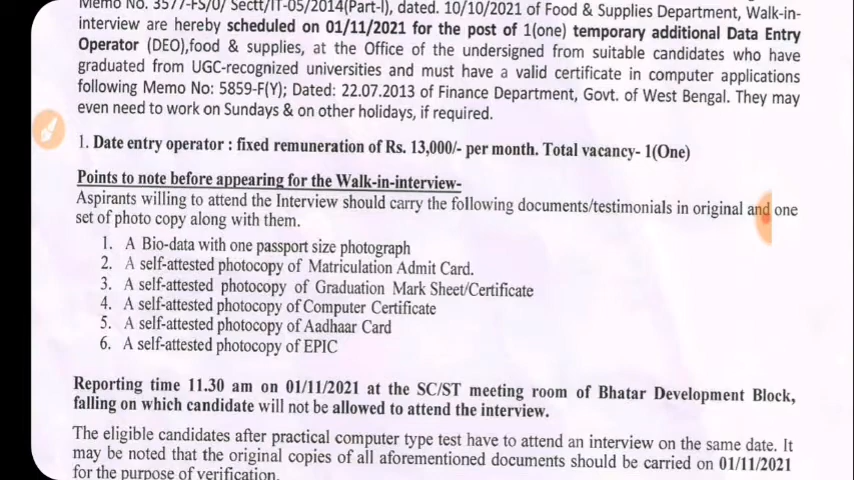 Memo No. 3577-FS/O/ Sectt/IT-05/2014(Part-I), dated. 10/10/2021 of Food & Supplies Department, Walk-in-
interview are hereby scheduled on 01/11/2021 for the post of 1(one) temporary additional Data Entry
Operator (DEO),food & supplies, at the Office of the undersigned from suitable candidates who have
graduated from UGC-recognized universities and must have a valid certificate in computer applications
following Memo No: 5859-F(Y); Dated: 22.07.2013 of Finance Department, Govt. of West Bengal. They may
even need to work on Sundays & on other holidays, if required.
1. Date entry operator : fixed remuneration of Rs. 13,000/- per month. Total vacancy- 1(One)
Points to note before appearing for the Walk-in-interview-
Aspirants willing to attend the Interview should carry the following documents/testimonials in original and one
set of photo copy along with them.
1. A Bio-data with one passport size photograph
2. A self-attested photocopy of Matriculation Admit Card.
3. A self-attested photocopy of Graduation Mark Sheet/Certificate
4. A self-attested photocopy of Computer Certificate
5. A self-attested photocopy of Aadhaar Card
6. A self-attested photocopy of EPIC
Reporting time 11.30 am on 01/11/2021 at the SC/ST meeting room of Bhatar Development Block,
falling on which candidate will not be allowed to attend the interview.
The eligible candidates after practical computer type test have to attend an interview on the same date. It
may be noted that the original copies of all aforementioned documents should be carried on 01/11/2021
for the purpose of verification.